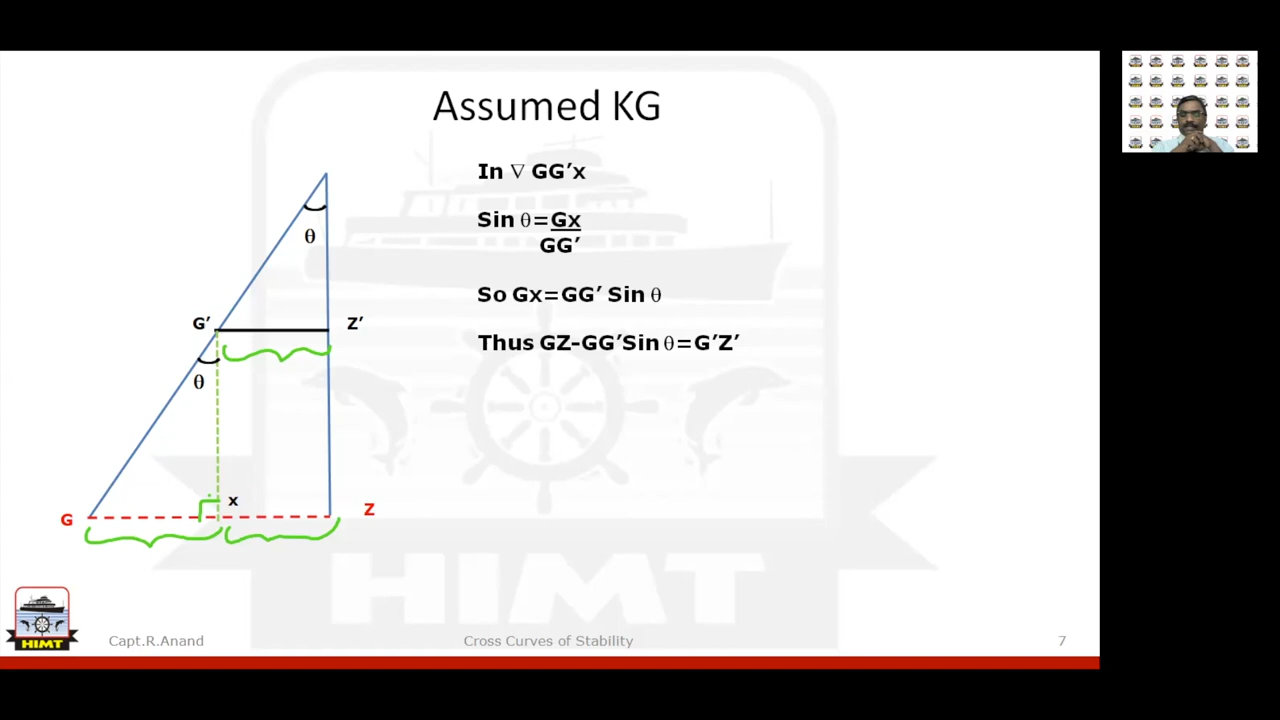 Assumed KG
In ▽ GG′x
Sin θ=Gx
GG′
So Gx=GG′ Sin θ
Thus GZ–GG′Sin θ=G′Z′
θ
G′
Z′
θ
x
G
Z
HIMT
HIMT
Capt.R.Anand
Cross Curves of Stability
7